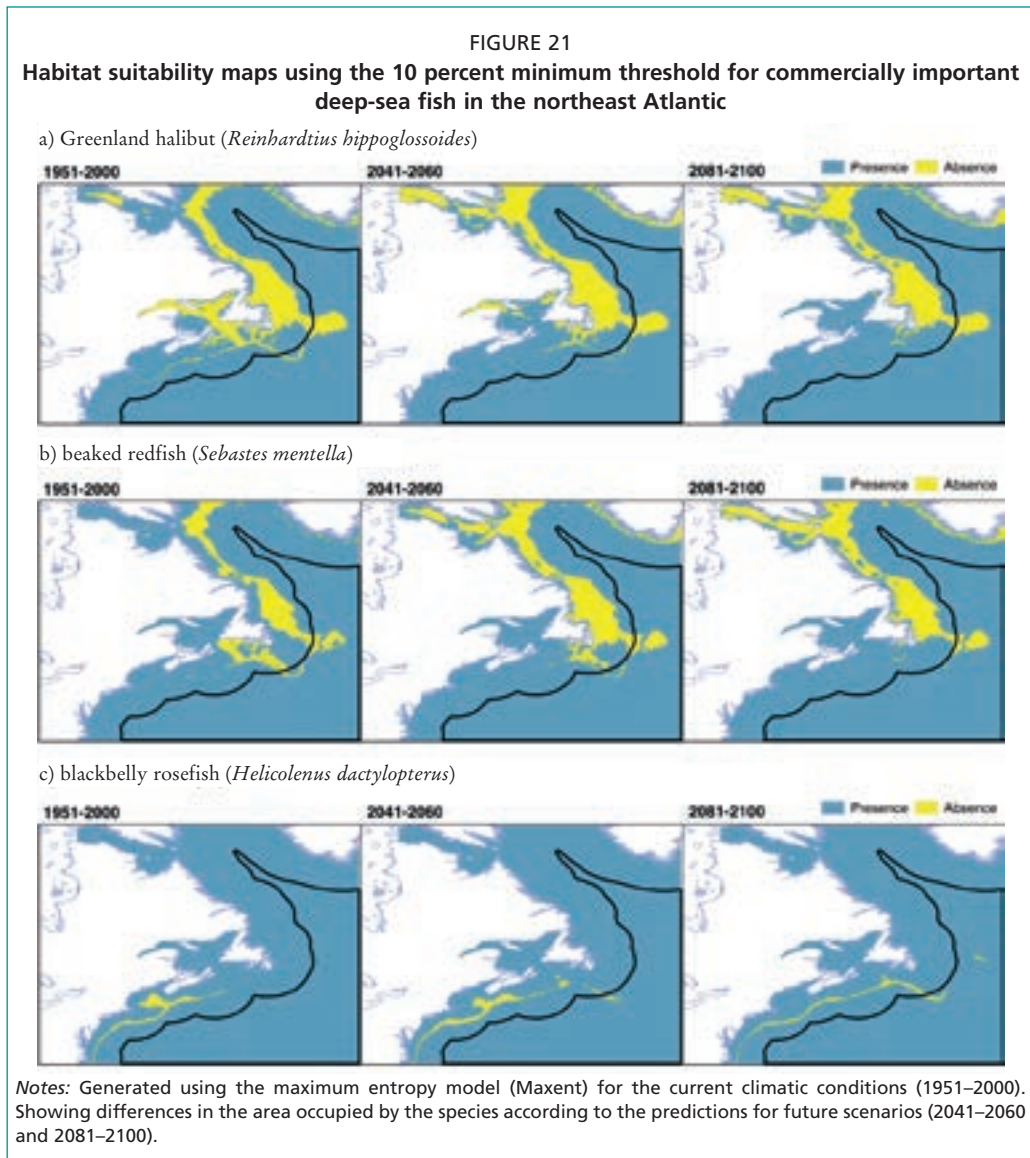 FIGURE 21
Habitat suitability maps using the 10 percent minimum threshold for commercially important
deep-sea fish in the northeast Atlantic
a) Greenland halibut (Reinhardtius hippoglossoides)
1951-2000 2041-2060 2081-2100 Presence Absence
b) beaked redfish (Sebastes mentella)
1951-2000 2041-2060 2081-2100 Presence Absence
c) blackbelly rosefish (Helicolenus dactylopterus)
1951-2000 2041-2060 2081-2100 Presence Absence
Notes: Generated using the maximum entropy model (Maxent) for the current climatic conditions (1951–2000).
Showing differences in the area occupied by the species according to the predictions for future scenarios (2041–2060
and 2081–2100).